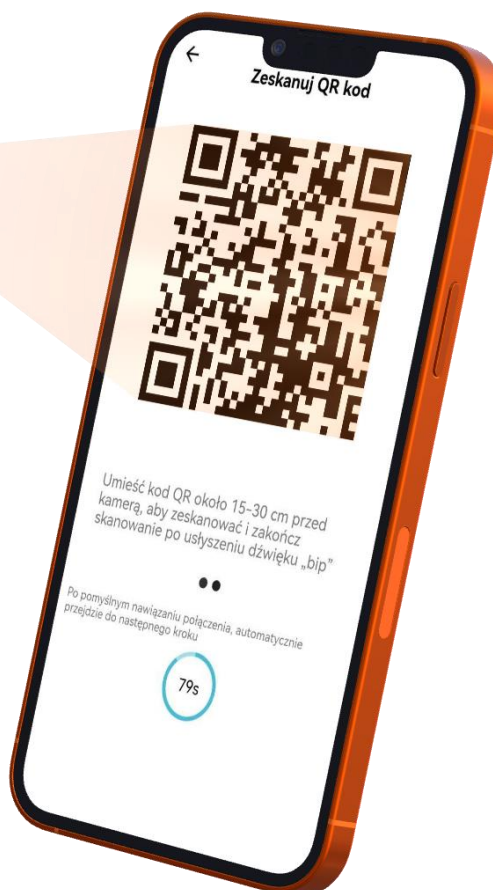 Zeskanuj QR kod
Umieść kod QR około 15-30 cm przed
kamerą, aby zeskanować i zakończ
skanowanie po usłyszeniu dźwięku „bip”
Po pomyślnym nawiązaniu połączenia, automatycznie
przejdzie do następnego kroku
79s